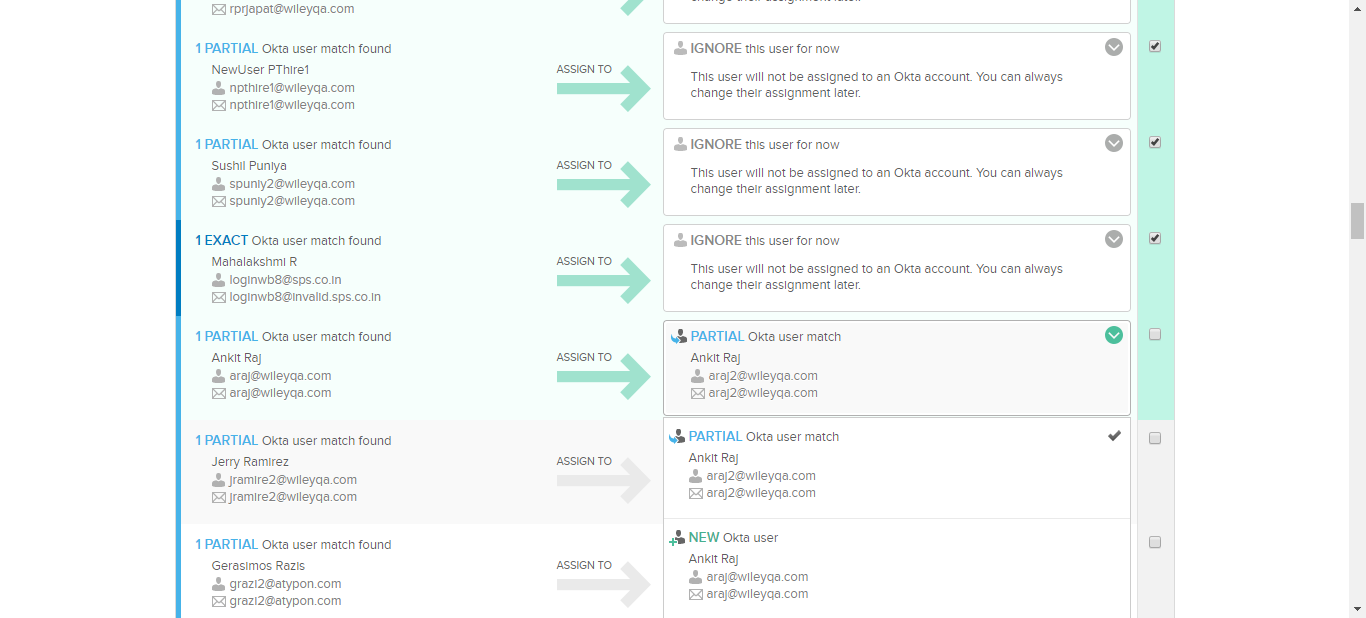 rprjapat@wileyqa.com
change their assignment later.
1 PARTIAL Okta user match found
NewUser PThire1
npthire1@wileyqa.com
npthire1@wileyqa.com
ASSIGN TO
IGNORE this user for now
This user will not be assigned to an Okta account. You can always
change their assignment later.
1 PARTIAL Okta user match found
Sushil Puniya
spuniy2@wileyqa.com
spuniy2@wileyqa.com
ASSIGN TO
IGNORE this user for now
This user will not be assigned to an Okta account. You can always
change their assignment later.
1 EXACT Okta user match found
Mahalakshmi R
loginwb8@sps.co.in
loginwb8@invalid.sps.co.in
ASSIGN TO
IGNORE this user for now
This user will not be assigned to an Okta account. You can always
change their assignment later.
1 PARTIAL Okta user match found
Ankit Raj
araj@wileyqa.com
araj@wileyqa.com
ASSIGN TO
PARTIAL Okta user match
Ankit Raj
araj2@wileyqa.com
araj2@wileyqa.com
1 PARTIAL Okta user match found
Jerry Ramirez
jramire2@wileyqa.com
jramire2@wileyqa.com
ASSIGN TO
PARTIAL Okta user match
Ankit Raj
araj2@wileyqa.com
araj2@wileyqa.com
1 PARTIAL Okta user match found
Gerasimos Razis
grazi2@atypon.com
grazi2@atypon.com
ASSIGN TO
NEW Okta user
Ankit Raj
araj@wileyqa.com
araj@wileyqa.com